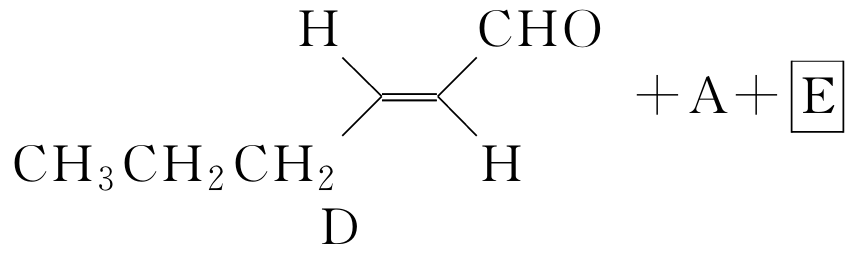 H CHO
+A+E
CH₃CH₂CH₂ H
D